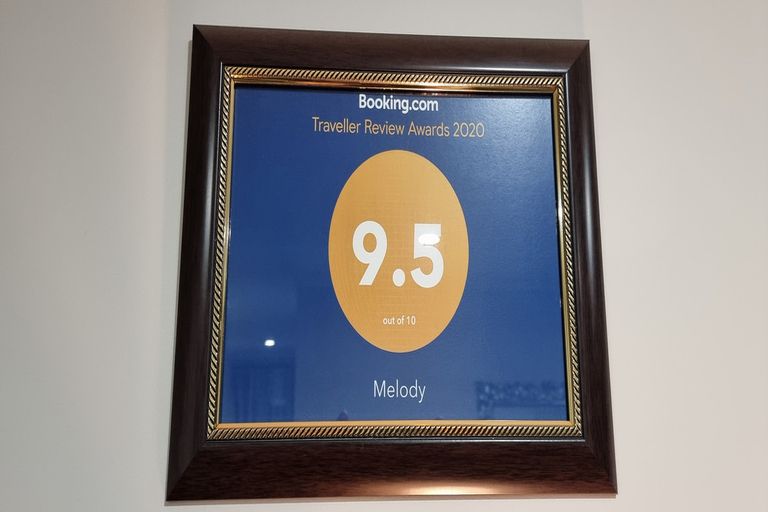 Booking.com
Traveller Review Awards 2020
9.5
out of 10
Melody